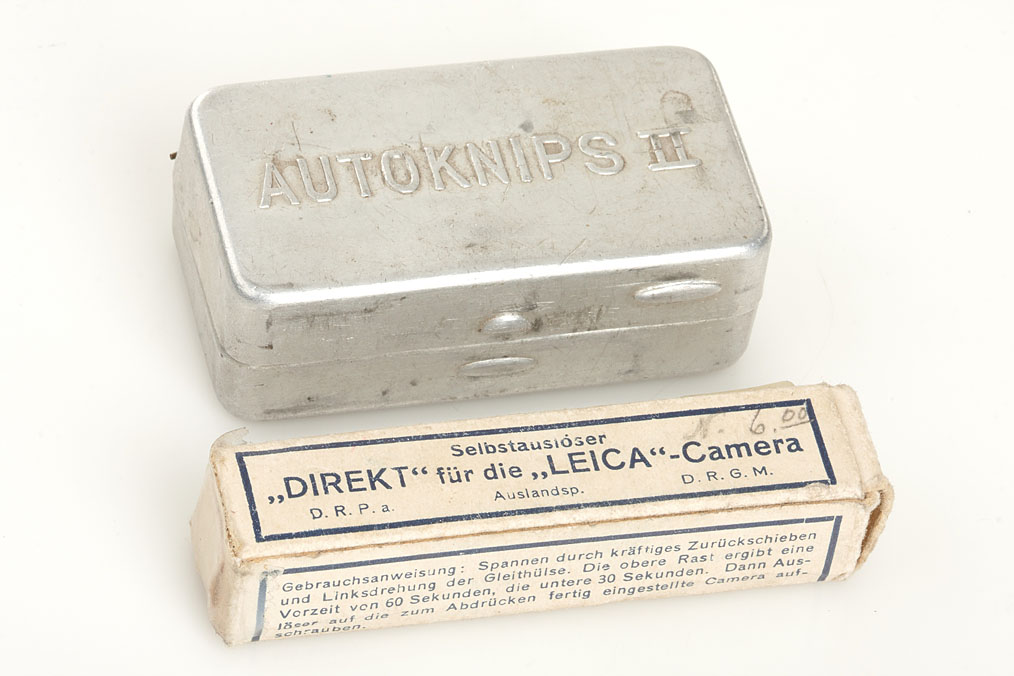 AUTOKNIPS III
N. 6.00
Selbstauslöser
„DIREKT“ für die „LEICA“-Camera
D. R. P. a. Auslandsp. D. R. G. M.
Gebrauchsanweisung: Spannen durch kräftiges Zurückschieben
und Linksdrehung der Gleithülse. Die obere Rast ergibt eine
Vorzeit von 60 Sekunden, die untere 30 Sekunden. Dann Aus-
löser auf die zum Abdrücken fertig eingestellte Camera auf-
schrauben.